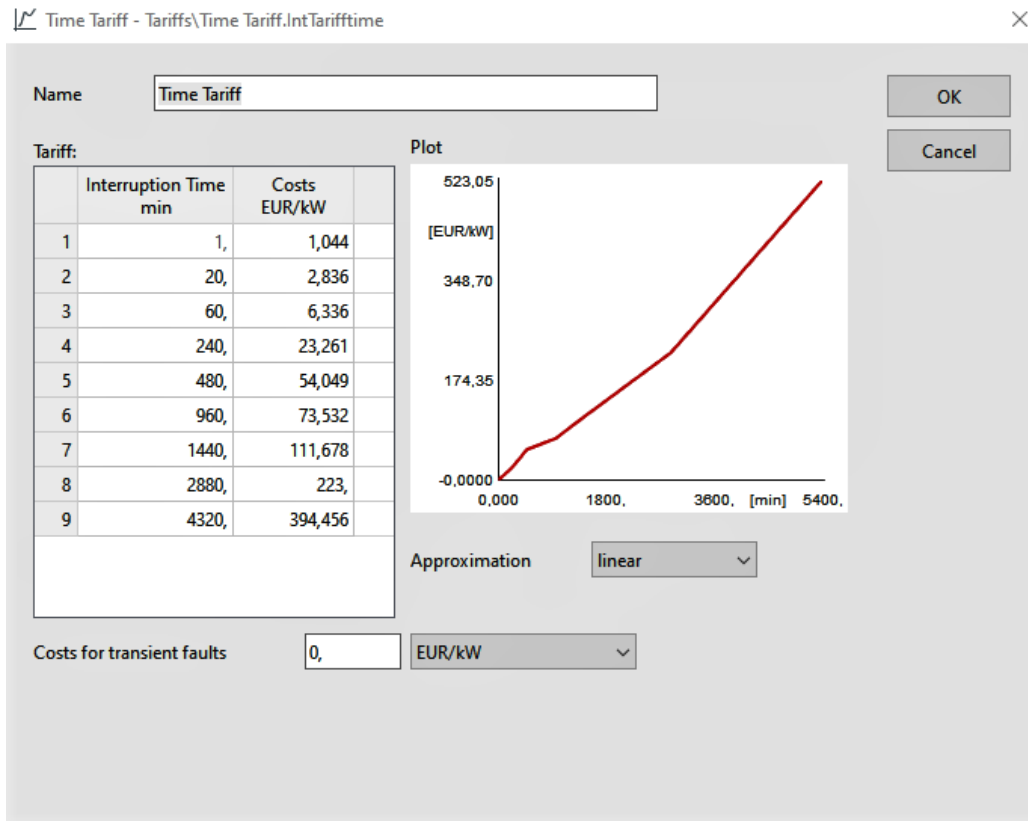 Time Tariff - Tariffs\Time Tariff.IntTarifftime
Name
Time Tariff
OK
Cancel
Tariff:
Plot
Interruption Time Costs
min EUR/kW
1 1, 1,044
2 20, 2,836
3 60, 6,336
4 240, 23,261
5 480, 54,049
6 960, 73,532
7 1440, 111,678
8 2880, 223,
9 4320, 394,456
523,05
[EUR/kW]
348,70
174,35
-0,0000
0,000 1800, 3600, [min] 5400,
Approximation linear
Costs for transient faults 0, EUR/kW